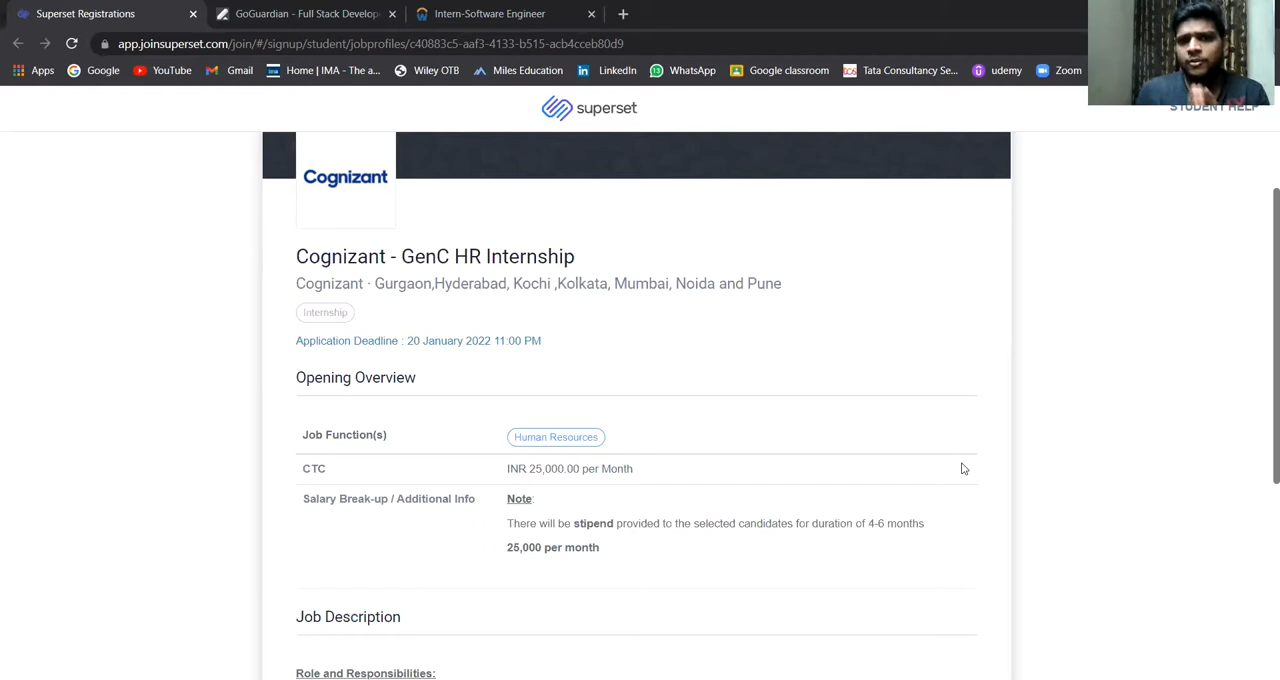 Superset Registrations
GoGuardian - Full Stack Develop
Intern-Software Engineer
app.joinsuperset.com/join/#/signup/student/jobprofiles/c40883c5-aaf3-4133-b515-acb4cceb80d9
Apps
Google
YouTube
Gmail
Home | IMA - The a...
Wiley OTB
Miles Education
LinkedIn
WhatsApp
Google classroom
Tata Consultancy Se...
udemy
Zoom
superset
STUDENT HELP
Cognizant
Cognizant - GenC HR Internship
Cognizant · Gurgaon,Hyderabad, Kochi ,Kolkata, Mumbai, Noida and Pune
Internship
Application Deadline : 20 January 2022 11:00 PM
Opening Overview
Job Function(s)
Human Resources
CTC
INR 25,000.00 per Month
Salary Break-up / Additional Info
Note:
There will be stipend provided to the selected candidates for duration of 4-6 months
25,000 per month
Job Description
Role and Responsibilities: